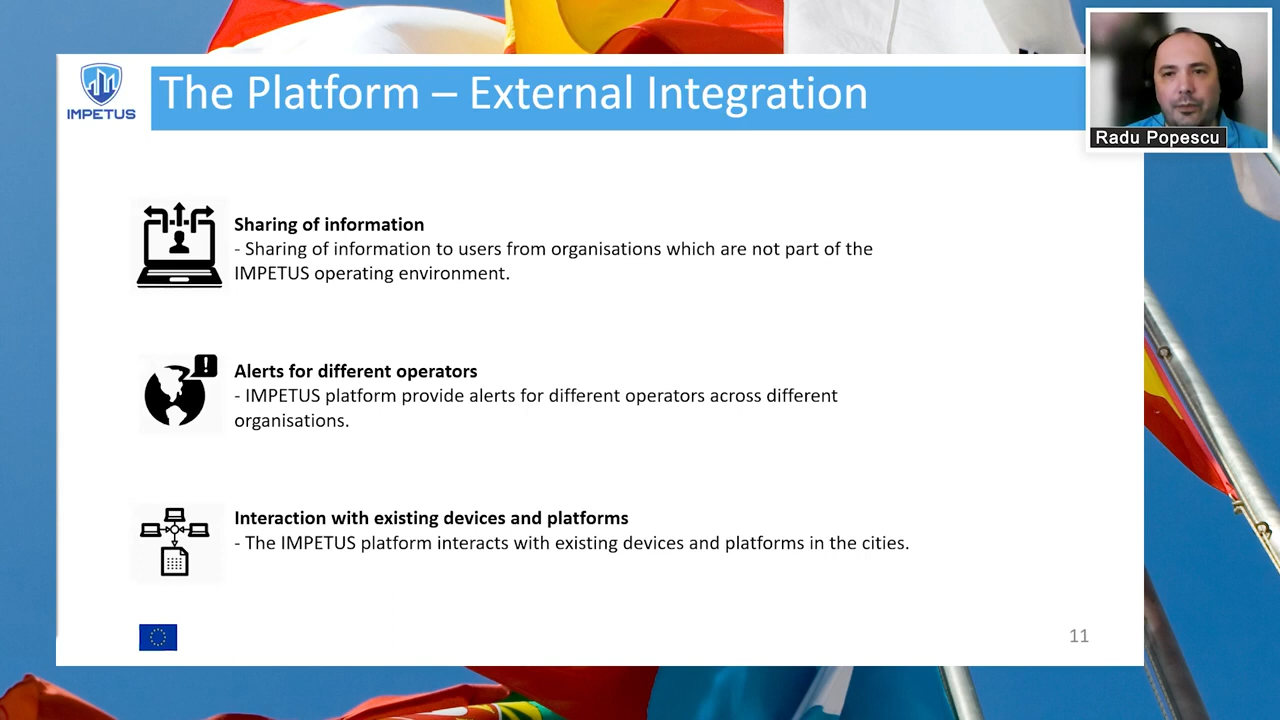 IMPETUS
The Platform – External Integration
Radu Popescu
Sharing of information
- Sharing of information to users from organisations which are not part of the
IMPETUS operating environment.
Alerts for different operators
- IMPETUS platform provide alerts for different operators across different
organisations.
Interaction with existing devices and platforms
- The IMPETUS platform interacts with existing devices and platforms in the cities.
11